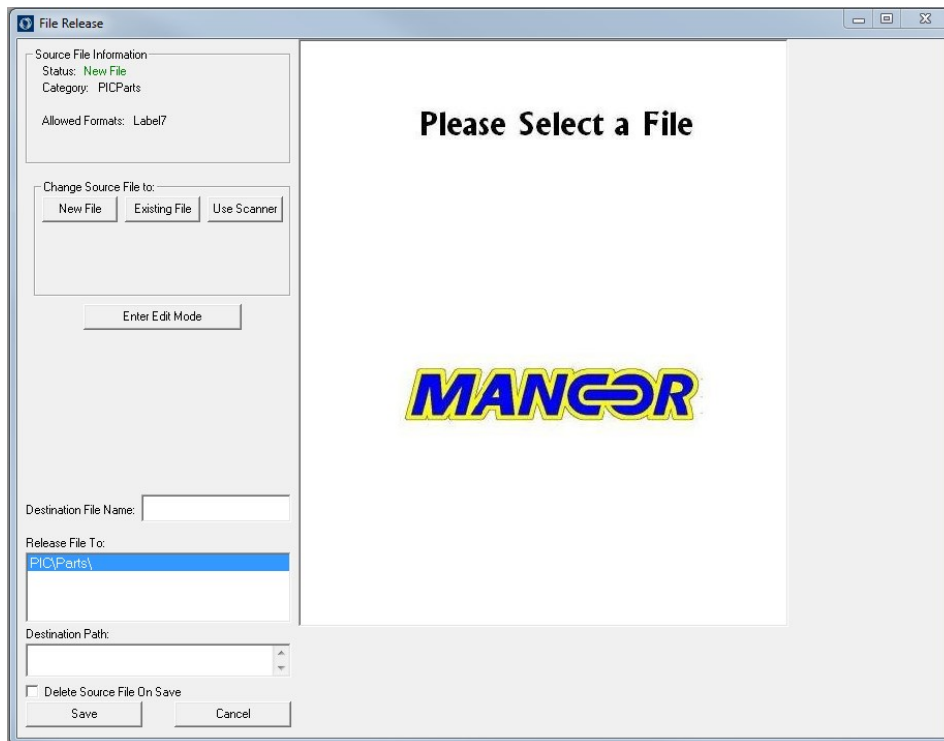 File Release
Source File Information
Status: New File
Category: PICParts
Allowed Formats: Label7
Change Source File to:
New File
Existing File
Use Scanner
Enter Edit Mode
Destination File Name:
Release File To:
PIC\Parts\
Destination Path:
Delete Source File On Save
Save
Cancel
Please Select a File
MANCOR